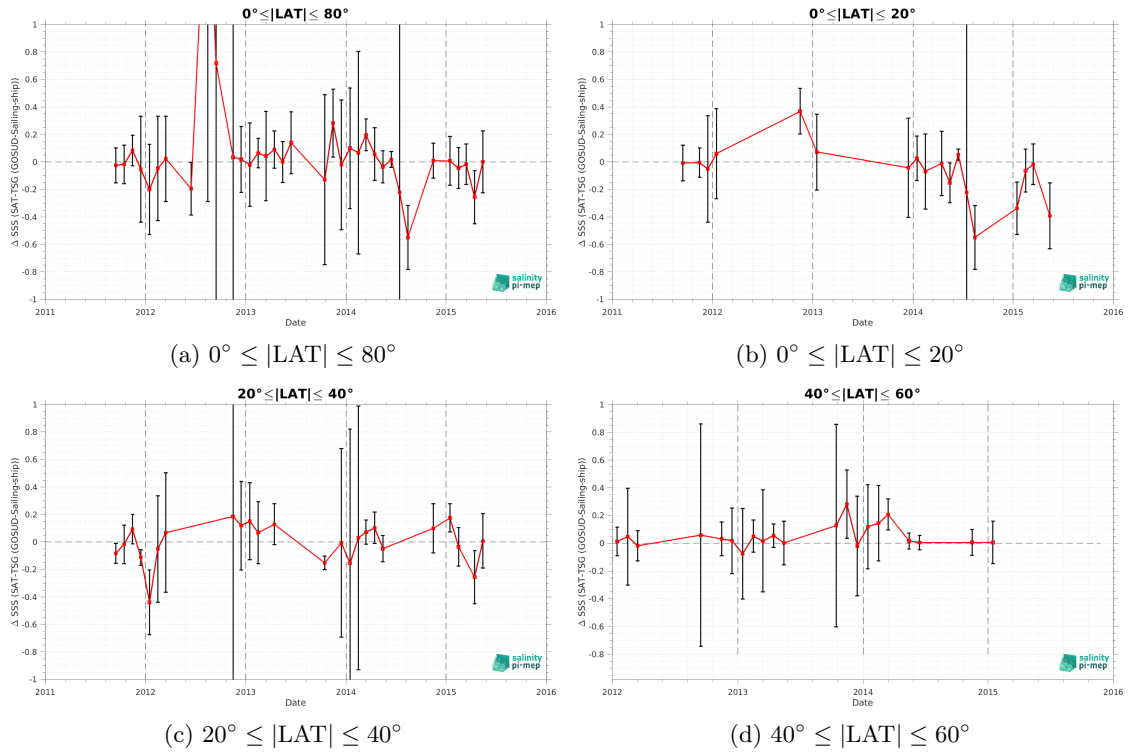 0°≤|LAT|≤ 80°
Δ SSS (SAT-TSG (GOSUD-Sailing-ship))
1
0.8
0.6
0.4
0.2
0
-0.2
-0.4
-0.6
-0.8
-1
2011 2012 2013 2014 2015 2016
Date
salinity
pi-mep
(a) 0° ≤ |LAT| ≤ 80°
0°≤|LAT|≤ 20°
Δ SSS (SAT-TSG (GOSUD-Sailing-ship))
1
0.8
0.6
0.4
0.2
0
-0.2
-0.4
-0.6
-0.8
-1
2011 2012 2013 2014 2015 2016
Date
salinity
pi-mep
(b) 0° ≤ |LAT| ≤ 20°
20°≤|LAT|≤ 40°
Δ SSS (SAT-TSG (GOSUD-Sailing-ship))
1
0.8
0.6
0.4
0.2
0
-0.2
-0.4
-0.6
-0.8
-1
2011 2012 2013 2014 2015 2016
Date
salinity
pi-mep
(c) 20° ≤ |LAT| ≤ 40°
40°≤|LAT|≤ 60°
Δ SSS (SAT-TSG (GOSUD-Sailing-ship))
1
0.8
0.6
0.4
0.2
0
-0.2
-0.4
-0.6
-0.8
2012 2013 2014 2015 2016
Date
salinity
pi-mep
(d) 40° ≤ |LAT| ≤ 60°